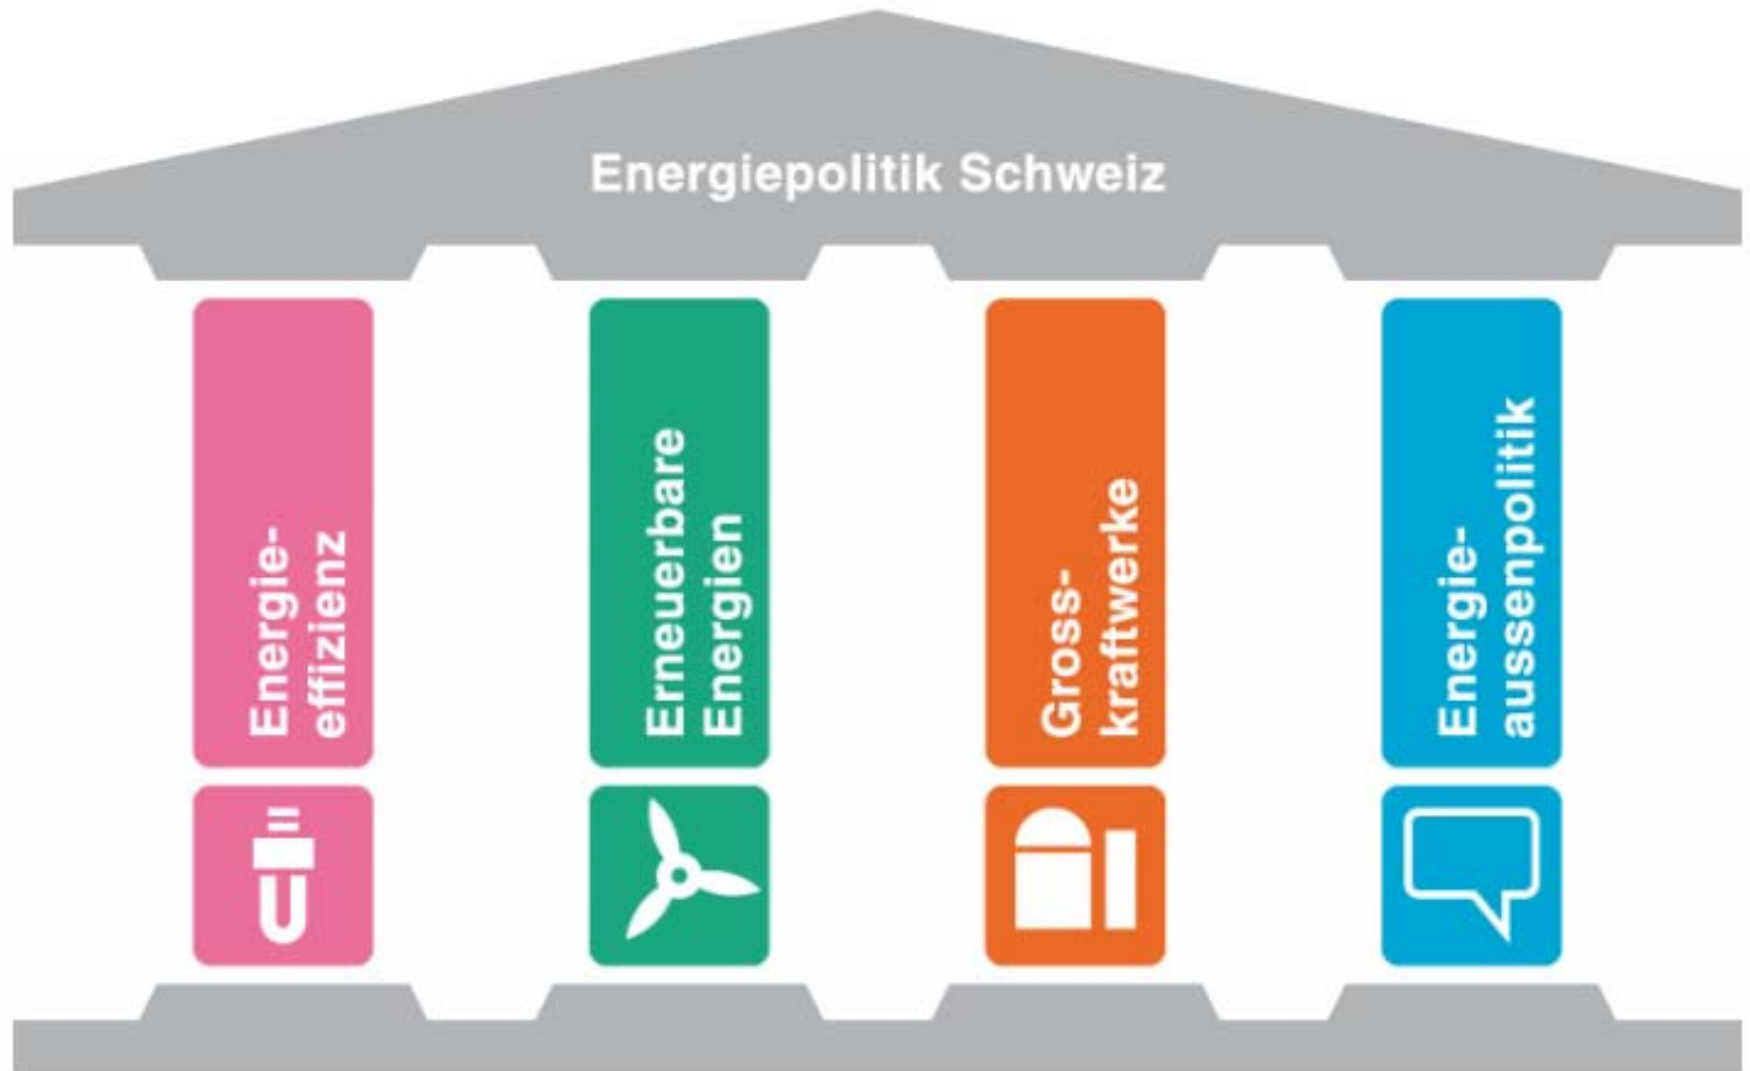 Energiepolitik Schweiz
Energie-
effizienz
Erneuerbare
Energien
Gross-
kraftwerke
Energie-
aussenpolitik